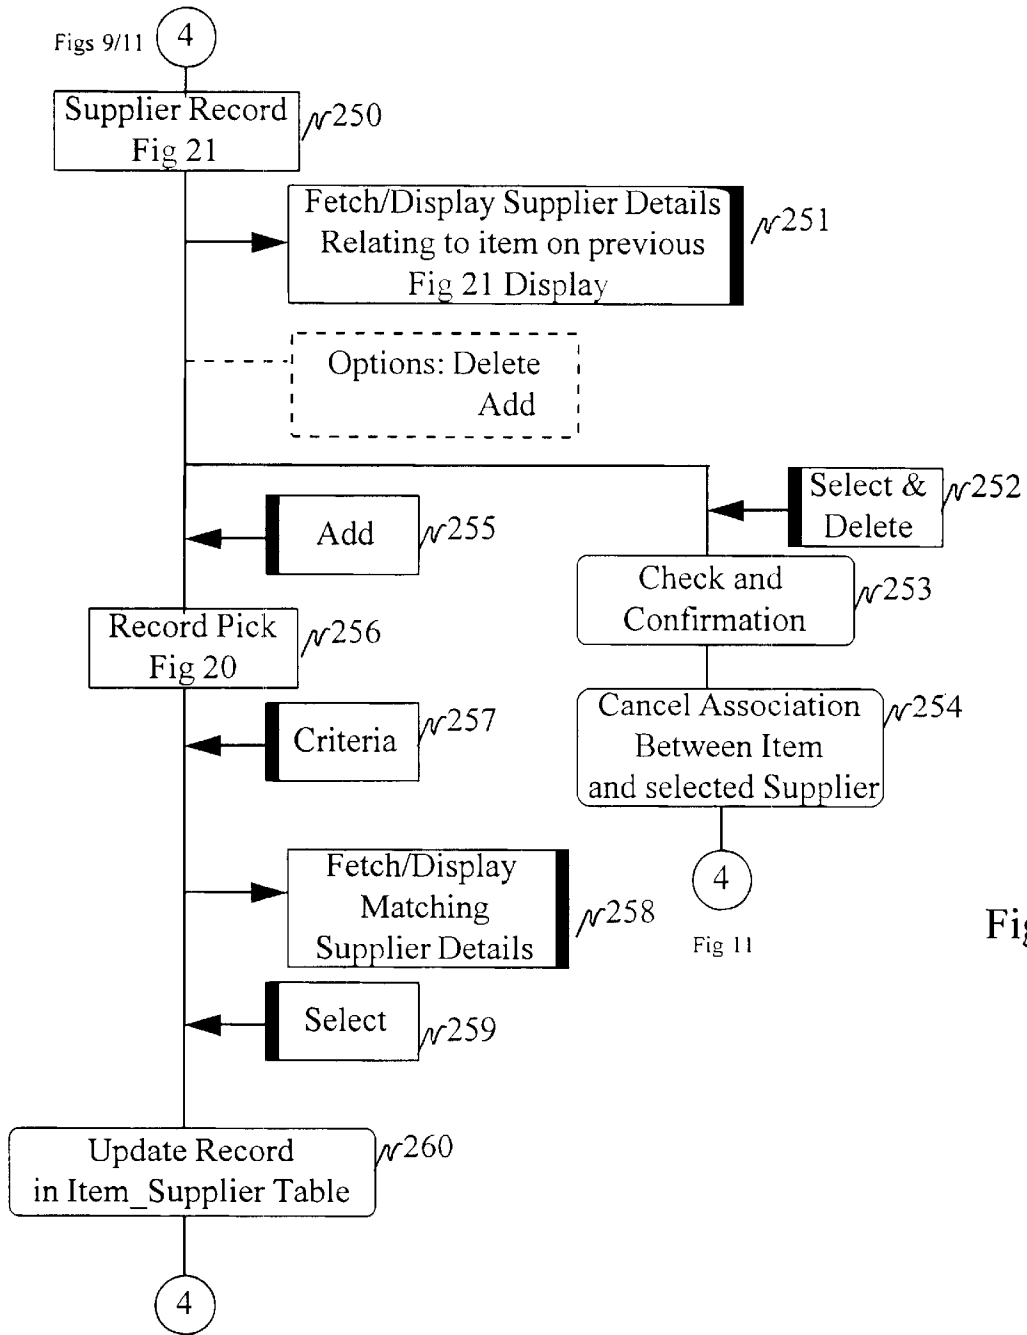 Figs 9/11
4
Supplier Record
Fig 21
250
Fetch/Display Supplier Details
Relating to item on previous
Fig 21 Display
251
Options: Delete
Add
Select &
Delete
252
Add
255
Check and
Confirmation
253
Record Pick
Fig 20
256
Cancel Association
Between Item
and selected Supplier
254
Criteria
257
4
Fig 11
Fetch/Display
Matching
Supplier Details
258
Select
259
Update Record
in Item_Supplier Table
260
4